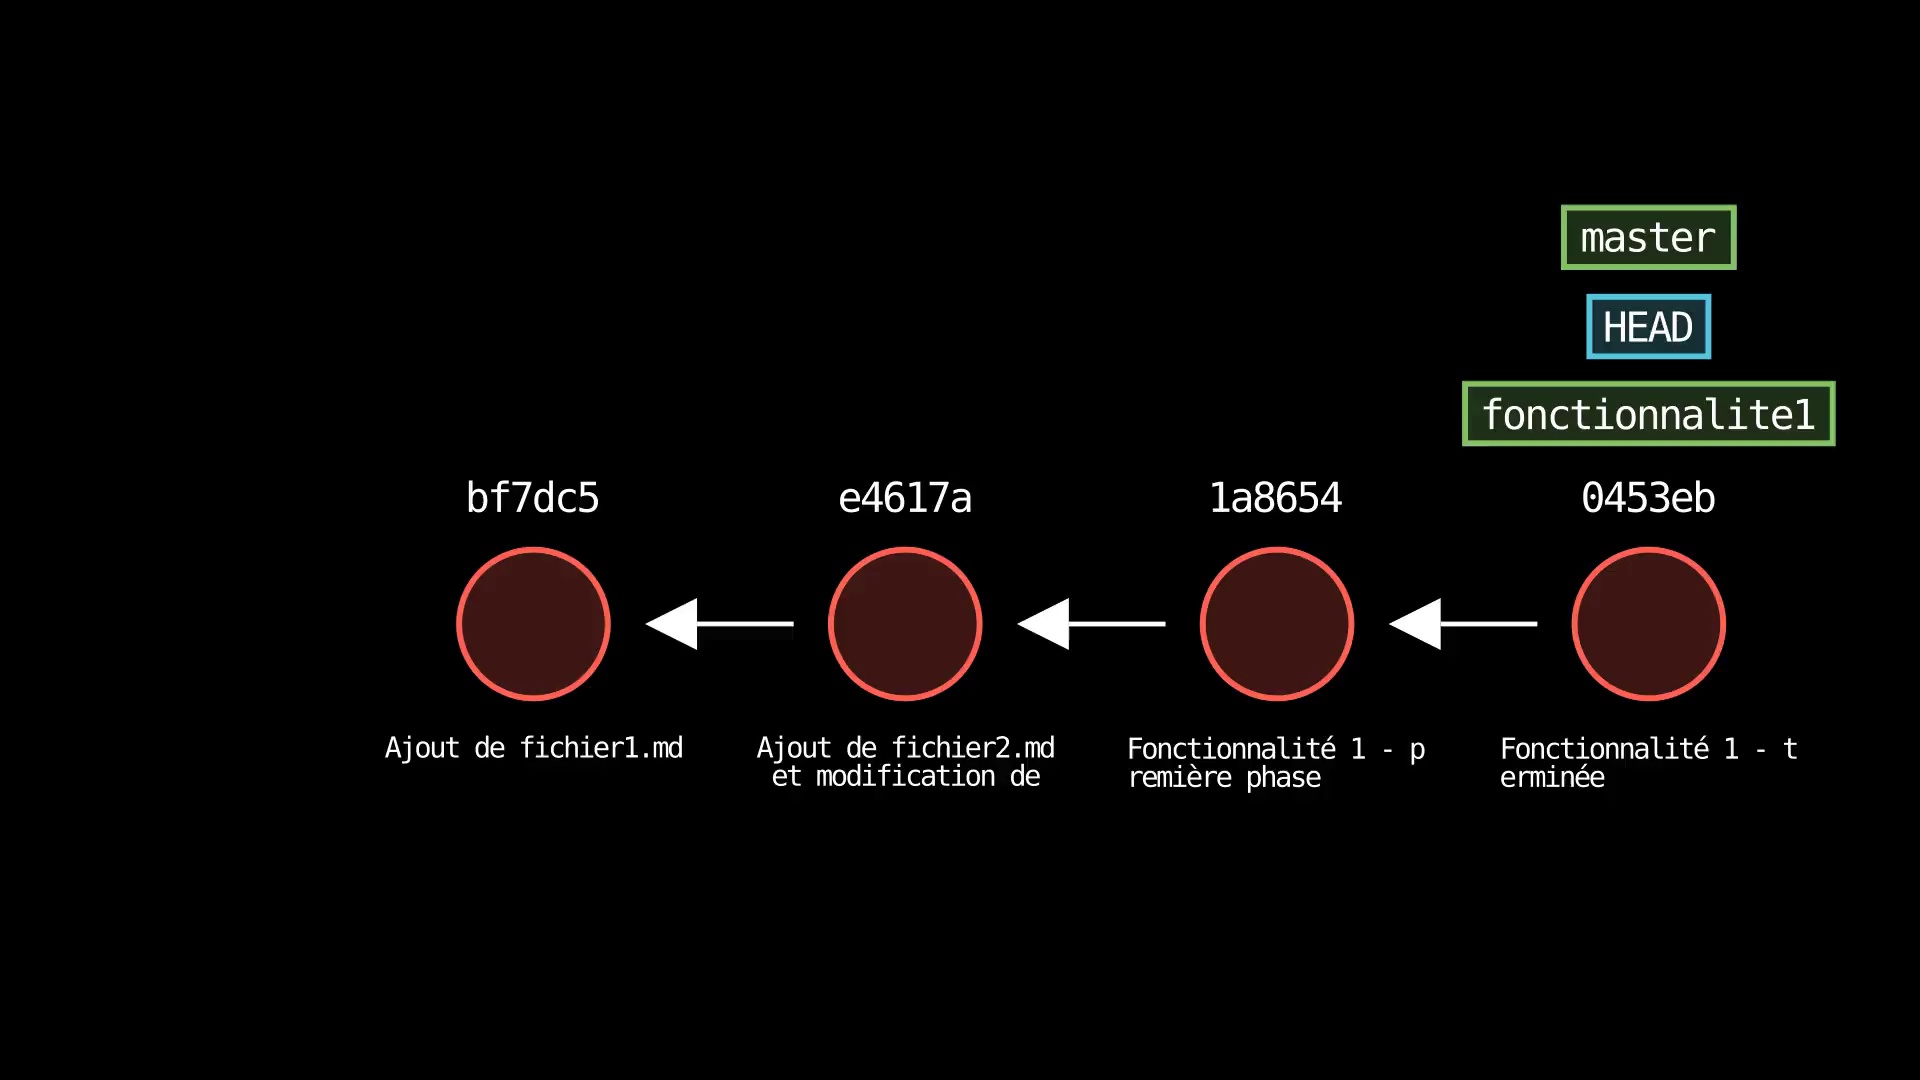 master
HEAD
fonctionnalite1
bf7dc5
e4617a
1a8654
0453eb
Ajout de fichier1.md
Ajout de fichier2.md
et modification de
Fonctionnalité 1 - p
remière phase
Fonctionnalité 1 - t
erminée